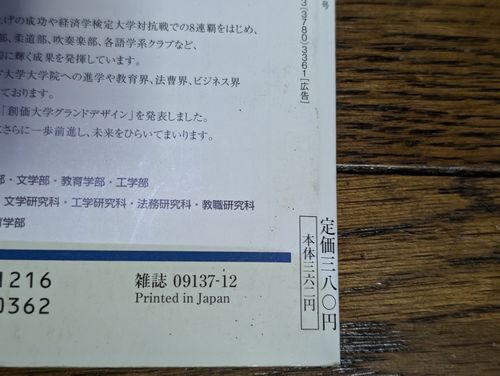 上げの成功や経済学検定大学対抗戦での8連覇をはじめ、
部、柔道部、吹奏楽部、各語学系クラブなど、
に輝く成果を発揮しています。
大学大学院への進学や教育界、法曹界、ビジネス界
ております。
「創価大学グランドデザイン」を発表しました。
さらに一歩前進し、未来をひらいてまいります。
部・文学部・教育学部・工学部
・文学研究科・工学研究科・法務研究科・教職研究科
育学部
1216
0362
雑誌 09137-12
Printed in Japan
号
3(3780)3361[広告]
定価三八〇円
本体三六二円